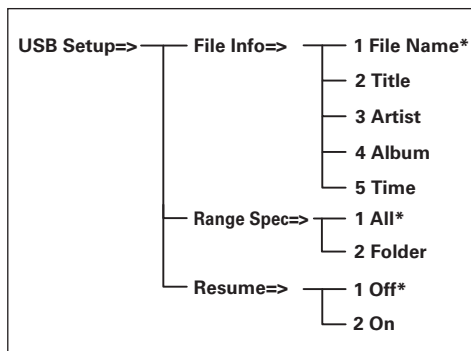 USB Setup=> File Info=> 1 File Name*
2 Title
3 Artist
4 Album
5 Time
Range Spec=> 1 All*
2 Folder
Resume=> 1 Off*
2 On